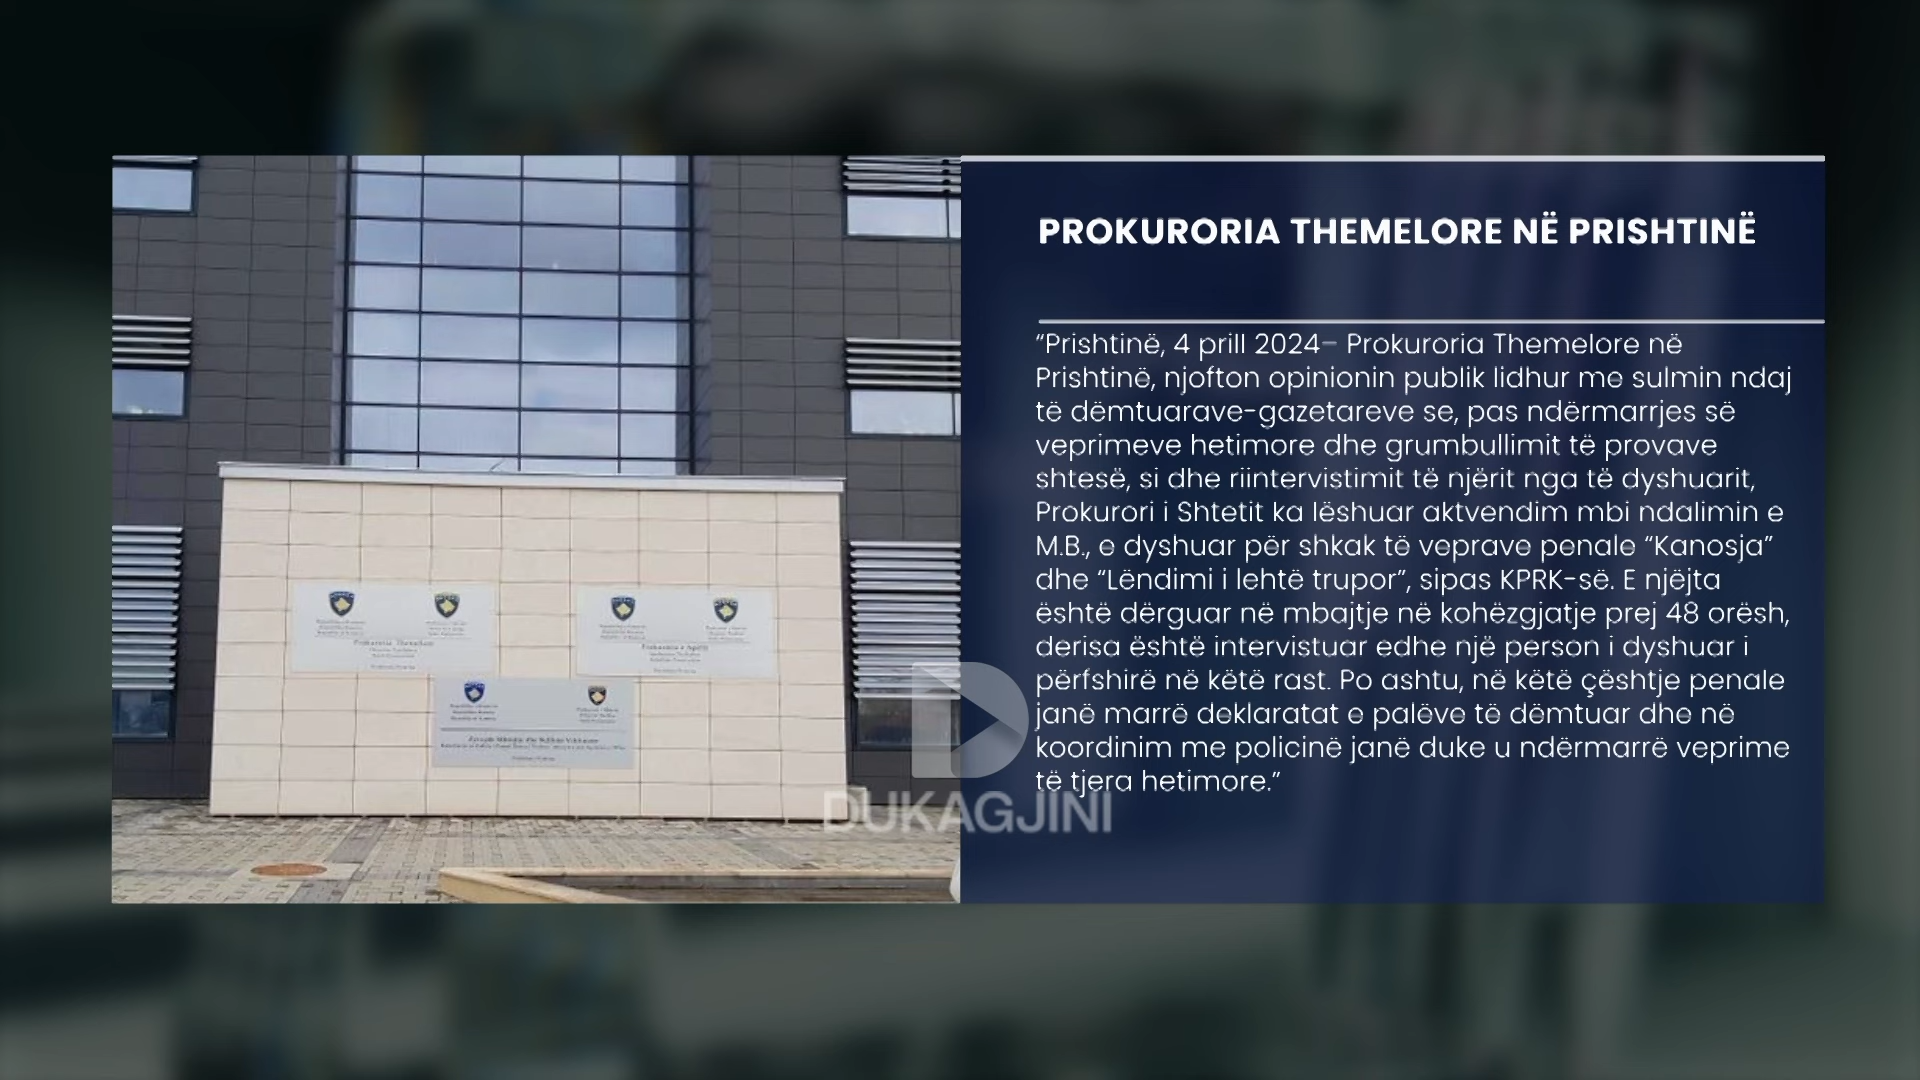 PROKURORIA THEMELORE NË PRISHTINË
“Prishtinë, 4 prill 2024– Prokuroria Themelore në
Prishtinë, njofton opinionin publik lidhur me sulmin ndaj
të dëmtuarave-gazetareve se, pas ndërmarrjes së
veprimeve hetimore dhe grumbullimit të provave
shtesë, si dhe riintervistimit të njërit nga të dyshuarit,
Prokurori i Shtetit ka lëshuar aktvendim mbi ndalimin e
M.B., e dyshuar për shkak të veprave penale “Kanosja”
dhe “Lëndimi i lehtë trupor”, sipas KPRK-së. E njëjta
është dërguar në mbajtje në kohëzgjatje prej 48 orësh,
derisa është intervistuar edhe një person i dyshuar i
përfshirë në këtë rast. Po ashtu, në këtë çështje penale
janë marrë deklaratat e palëve të dëmtuar dhe në
koordinim me policinë janë duke u ndërmarrë veprime
të tjera hetimore.”
DUKAGJINI